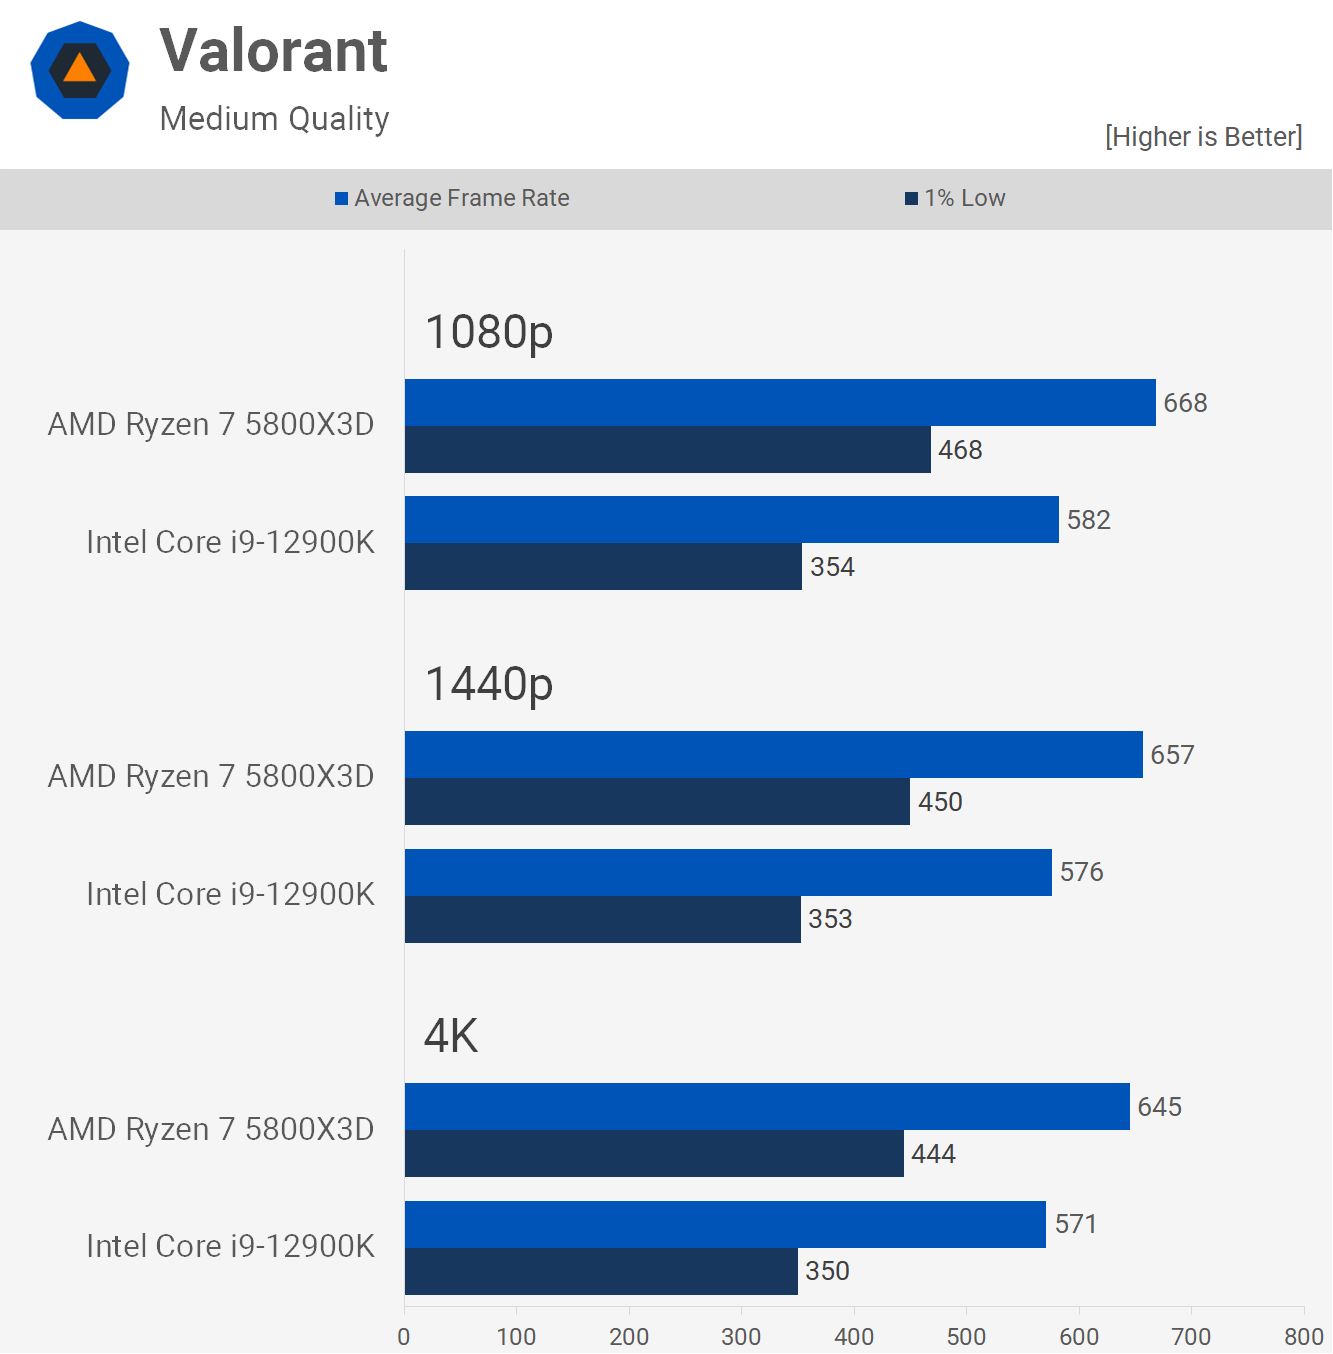 Valorant
Medium Quality
[Higher is Better]
Average Frame Rate 1% Low
1080p
AMD Ryzen 7 5800X3D 668
468
Intel Core i9-12900K 582
354
1440p
AMD Ryzen 7 5800X3D 657
450
Intel Core i9-12900K 576
353
4K
AMD Ryzen 7 5800X3D 645
444
Intel Core i9-12900K 571
350
0 100 200 300 400 500 600 700 800